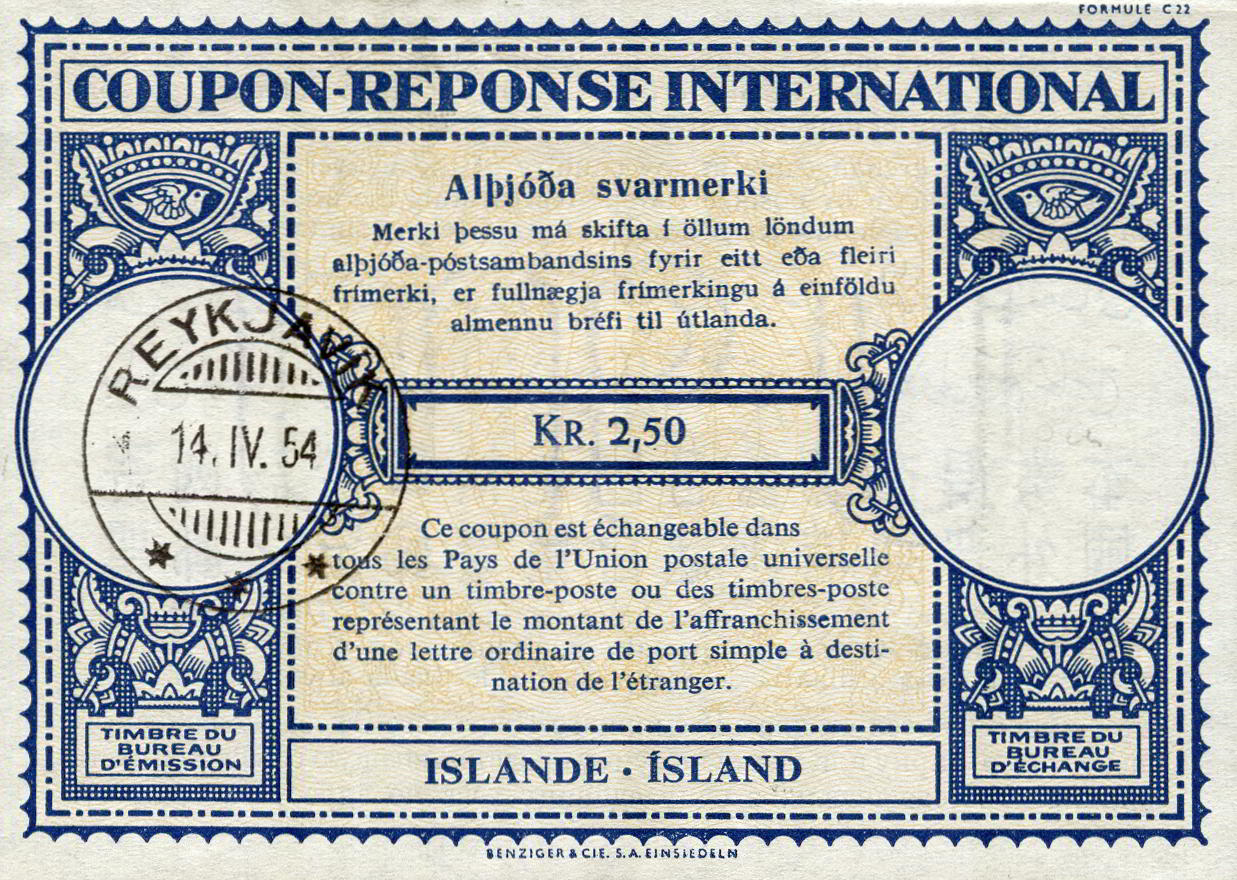 FORMULE C 22
COUPON-REPONSE INTERNATIONAL
Alþjóða svarmerki
Merki þessu má skifta í öllum löndum
alþjóða-póstsambandsins fyrir eitt eða fleiri
frímerki, er fullnægja frímerkingu á einföldu
almennu bréfi til útlanda.
REYKJAVIK
14. IV. 54
KR. 2,50
Ce coupon est échangeable dans
tous les Pays de l'Union postale universelle
contre un timbre-poste ou des timbres-poste
représentant le montant de l'affranchissement
d'une lettre ordinaire de port simple à desti-
nation de l'étranger.
TIMBRE DU
BUREAU
D'ÉMISSION
ISLANDE · ÍSLAND
TIMBRE DU
BUREAU
D'ÉCHANGE
BENZIGER & CIE. S.A. EINSIEDELN